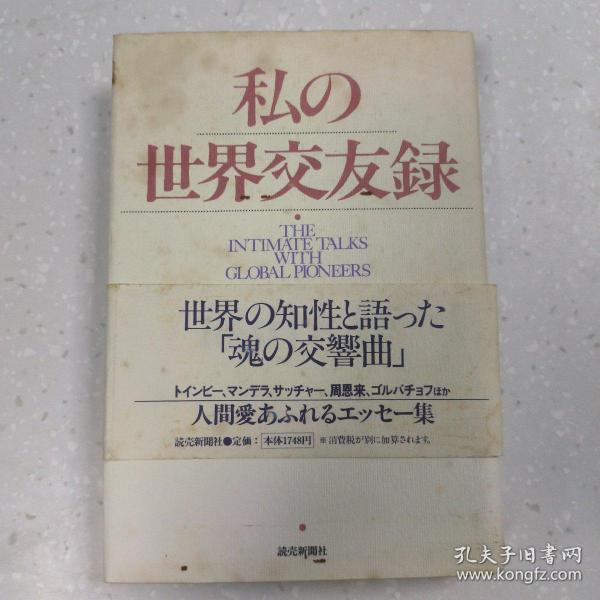 私の
世界交友録
THE
INTIMATE TALKS
WITH
GLOBAL PIONEERS
世界の知性と語った
「魂の交響曲」
トインビー、マンデラ、サッチャー、周恩来、ゴルバチョフほか
人間愛あふれるエッセー集
読売新聞社●定価:本体1748円 ※消費税が別に加算されます。
読売新聞社
孔夫子旧书网
www.kongfz.com